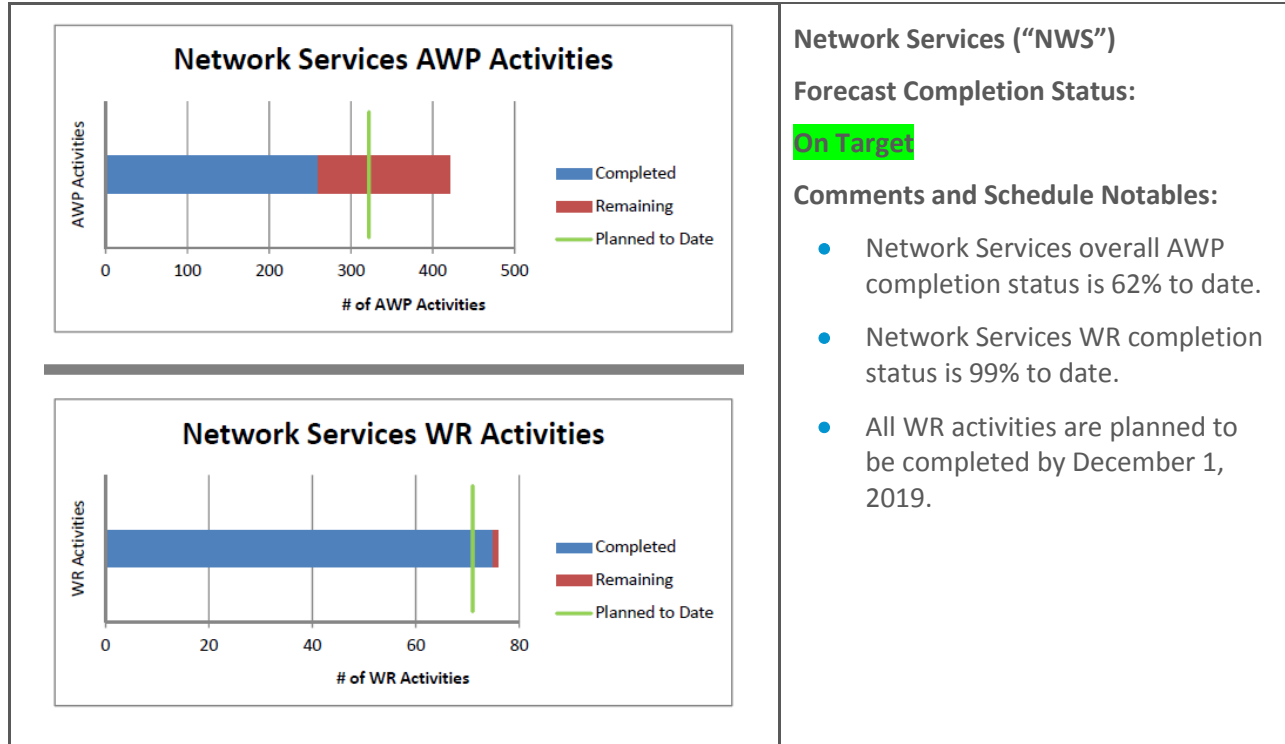 Network Services AWP Activities
AWP Activities
Completed
Remaining
Planned to Date
0 100 200 300 400 500
# of AWP Activities
Network Services WR Activities
WR Activities
Completed
Remaining
Planned to Date
0 20 40 60 80
# of WR Activities
Network Services (“NWS”)
Forecast Completion Status:
On Target
Comments and Schedule Notables:
● Network Services overall AWP
completion status is 62% to date.
● Network Services WR completion
status is 99% to date.
● All WR activities are planned to
be completed by December 1,
2019.